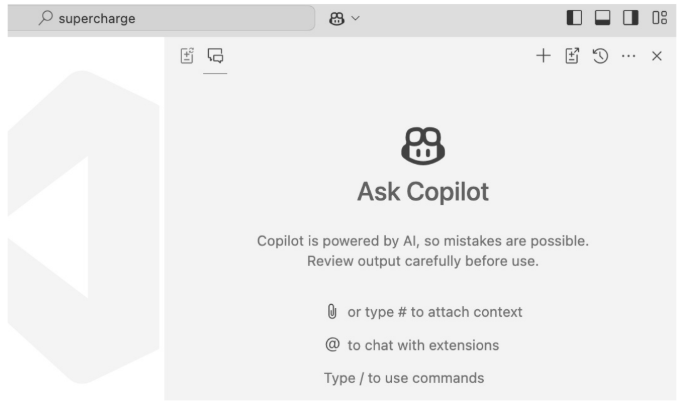 supercharge
Ask Copilot
Copilot is powered by AI, so mistakes are possible.
Review output carefully before use.
or type # to attach context
@ to chat with extensions
Type / to use commands